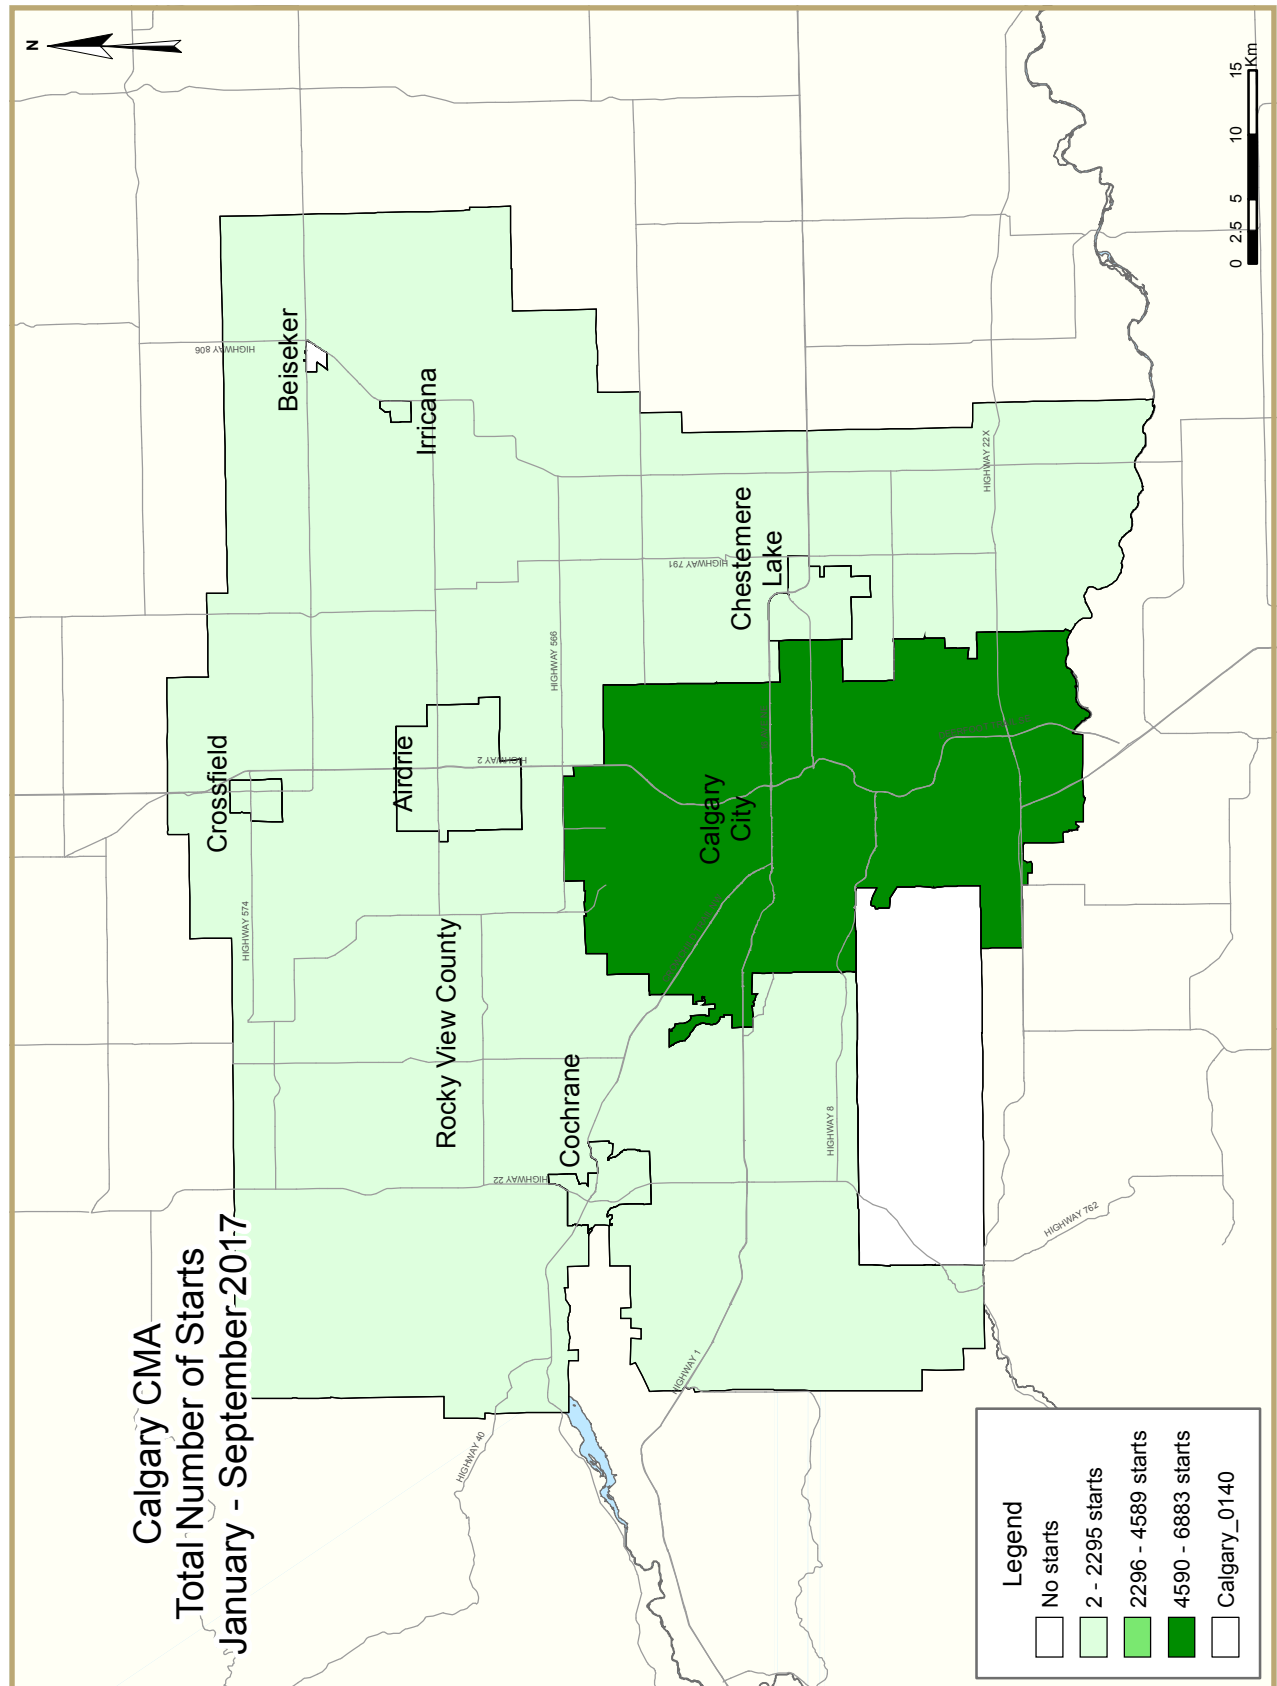 Calgary CMA
Total Number of Starts
January - September 2017
N
Crossfield
Beiseker
Irricana
Airdrie
Rocky View County
Cochrane
Calgary
City
Chestemere
Lake
HIGHWAY 806
HIGHWAY 574
HIGHWAY 2
HIGHWAY 566
HIGHWAY 791
HIGHWAY 22X
HIGHWAY 22
HIGHWAY 8
HIGHWAY 1
HIGHWAY 40
HIGHWAY 762
Legend
No starts
2 - 2295 starts
2296 - 4589 starts
4590 - 6883 starts
Calgary_0140
0 2.5 5 10 15
Km